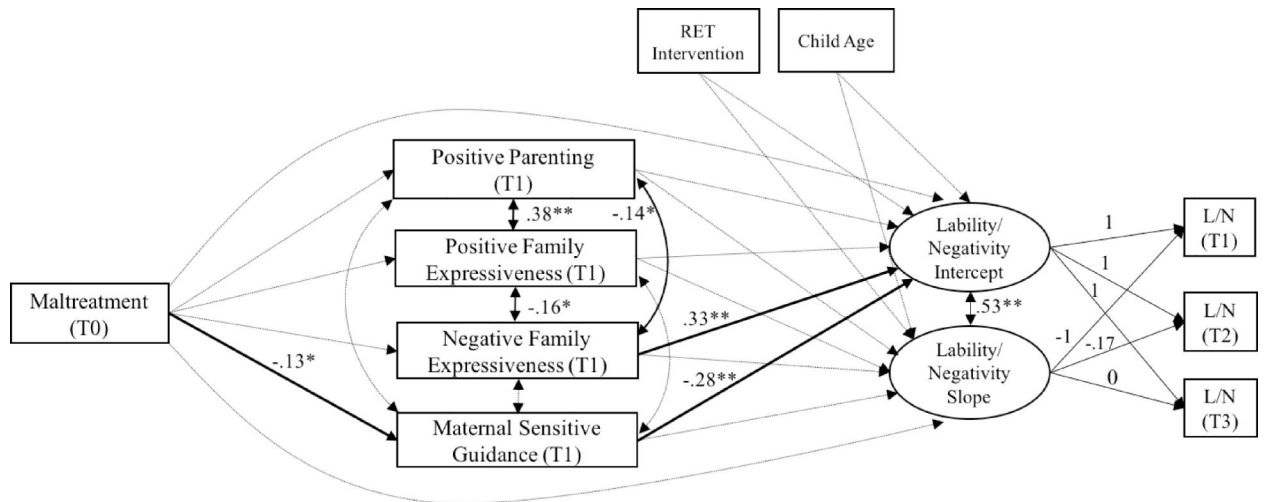 RET
Intervention
Child Age
Positive Parenting
(T1)
.38**
-.14*
Positive Family
Expressiveness (T1)
-.16*
Maltreatment
(T0)
-.13*
Negative Family
Expressiveness (T1)
.33**
-.28**
Maternal Sensitive
Guidance (T1)
Lability/
Negativity
Intercept
.53**
Lability/
Negativity
Slope
1
1
1
-1
-.17
0
L/N
(T1)
L/N
(T2)
L/N
(T3)